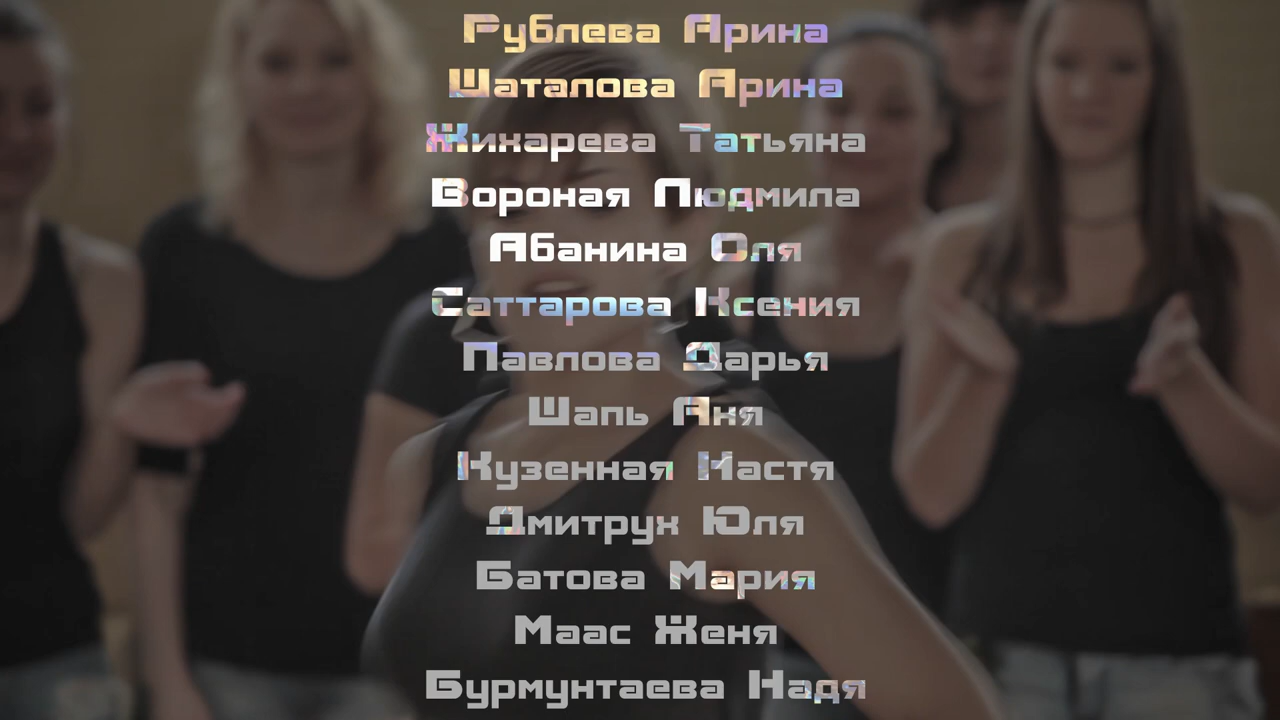 Рублева Арина
Шаталова Арина
Жихарева Татьяна
Вороная Людмила
Абанина Оля
Саттарова Ксения
Павлова Дарья
Шапь Аня
Кузенная Настя
Дмитрух Юля
Батова Мария
Маас Женя
Бурмунтаева Надя